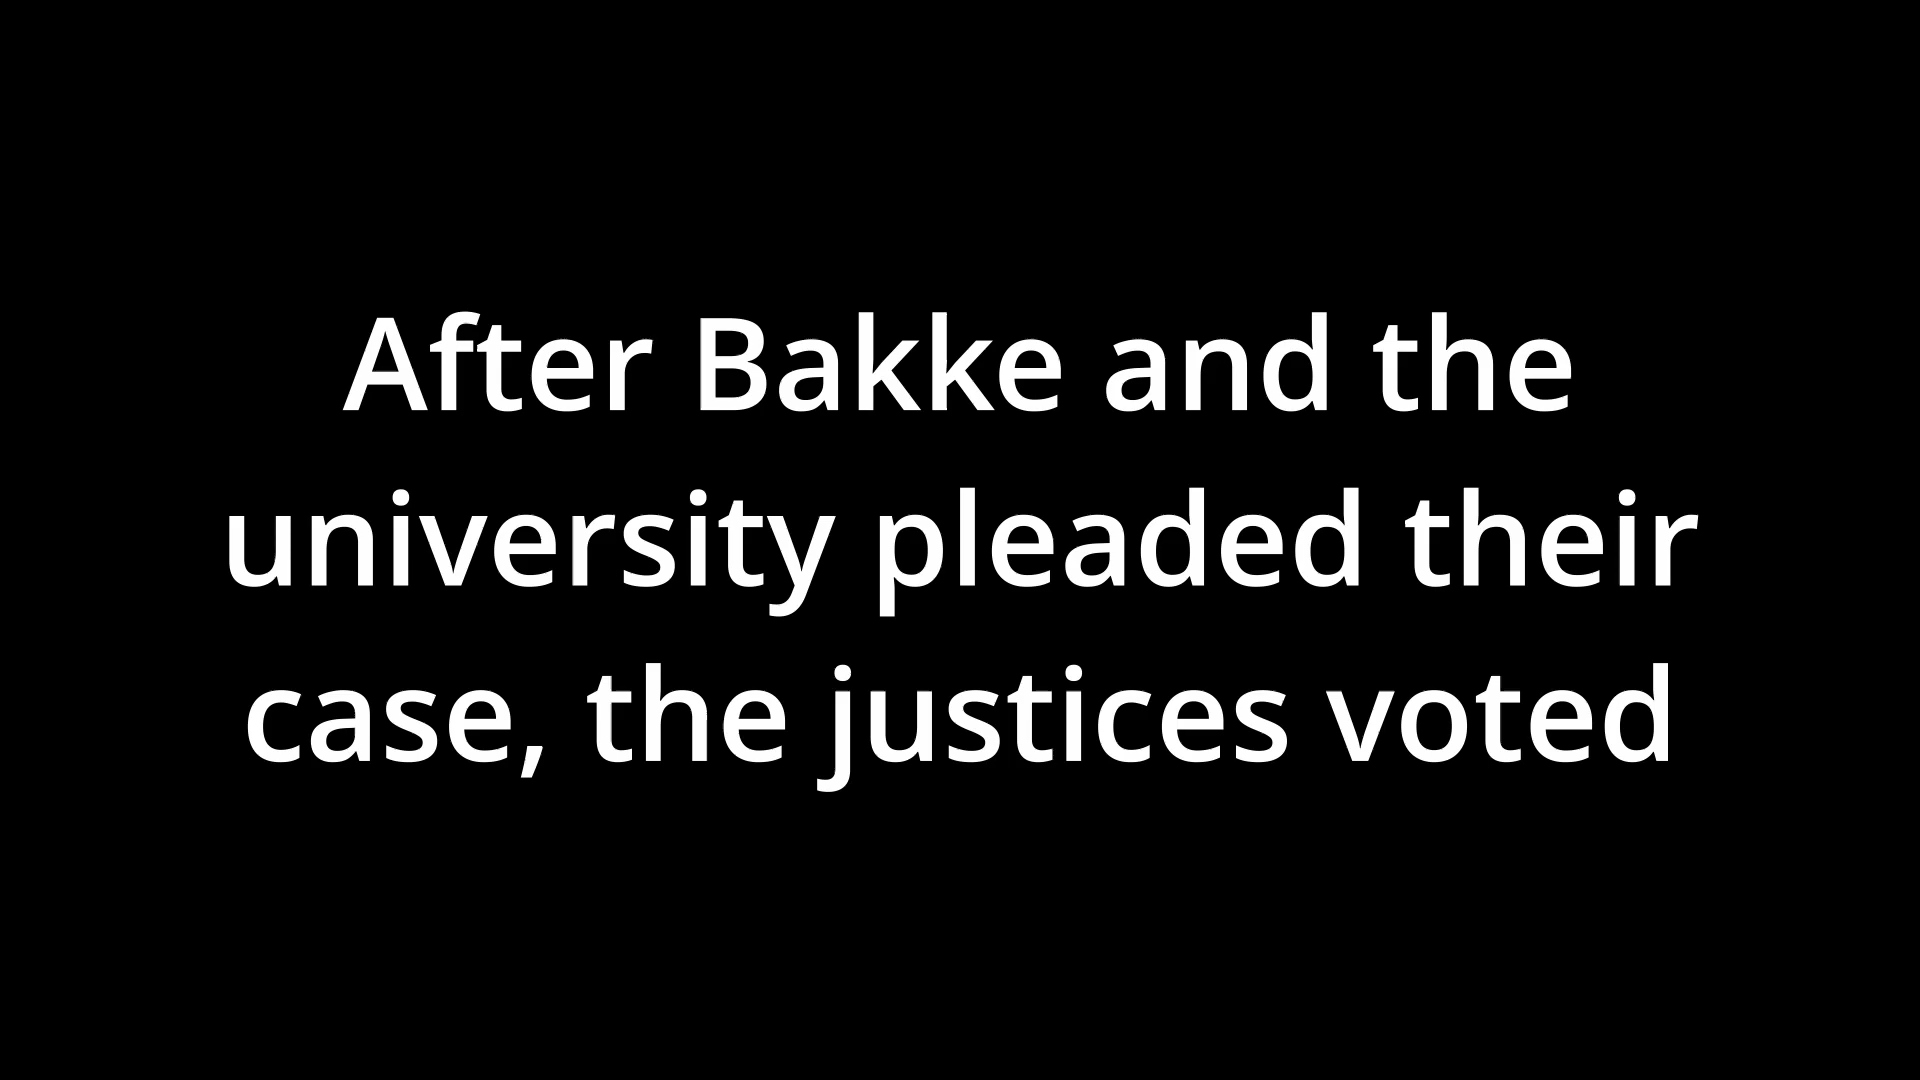 After Bakke and the
university pleaded their
case, the justices voted